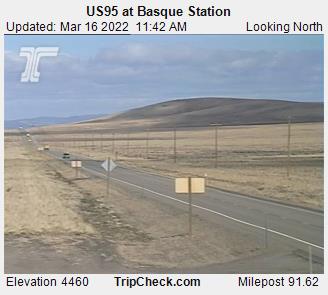 US95 at Basque Station
Updated: Mar 16 2022 11:42 AM
Looking North
Elevation 4460
TripCheck.com
Milepost 91.62